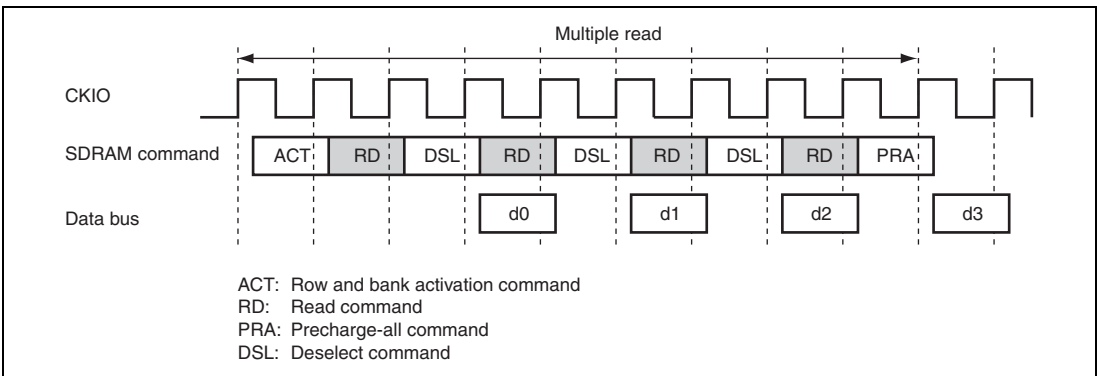 Multiple read
CKIO
SDRAM command ACT RD DSL RD DSL RD DSL RD PRA
Data bus d0 d1 d2 d3
ACT: Row and bank activation command
RD: Read command
PRA: Precharge-all command
DSL: Deselect command